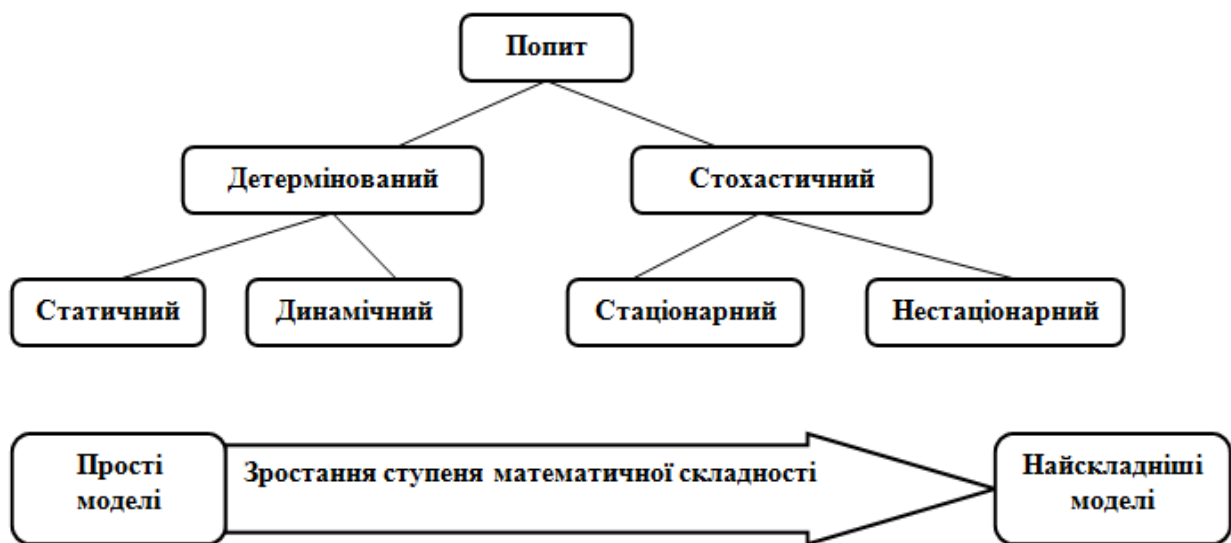 Попит
Детермінований
Стохастичний
Статичний
Динамічний
Стаціонарний
Нестаціонарний
Прості
моделі
Зростання ступеня математичної складності
Найскладніші
моделі